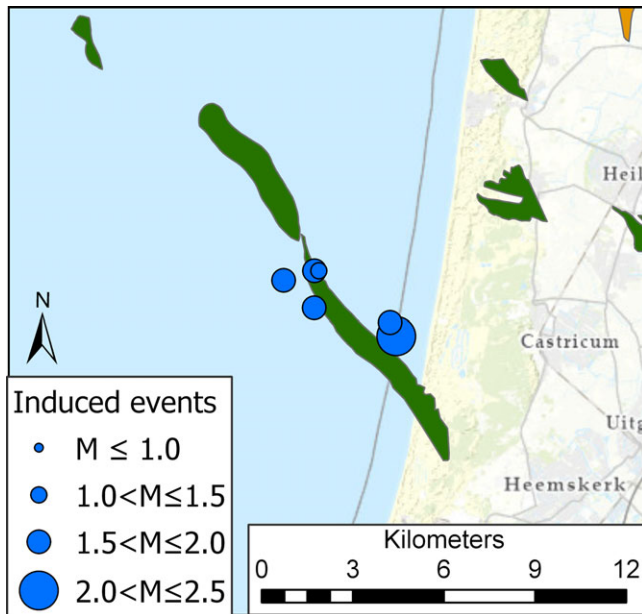 Heil
N
Castricum
Uitg
Heemskerk
Induced events
M ≤ 1.0
1.0<M≤1.5
1.5<M≤2.0
2.0<M≤2.5
Kilometers
0 3 6 9 12